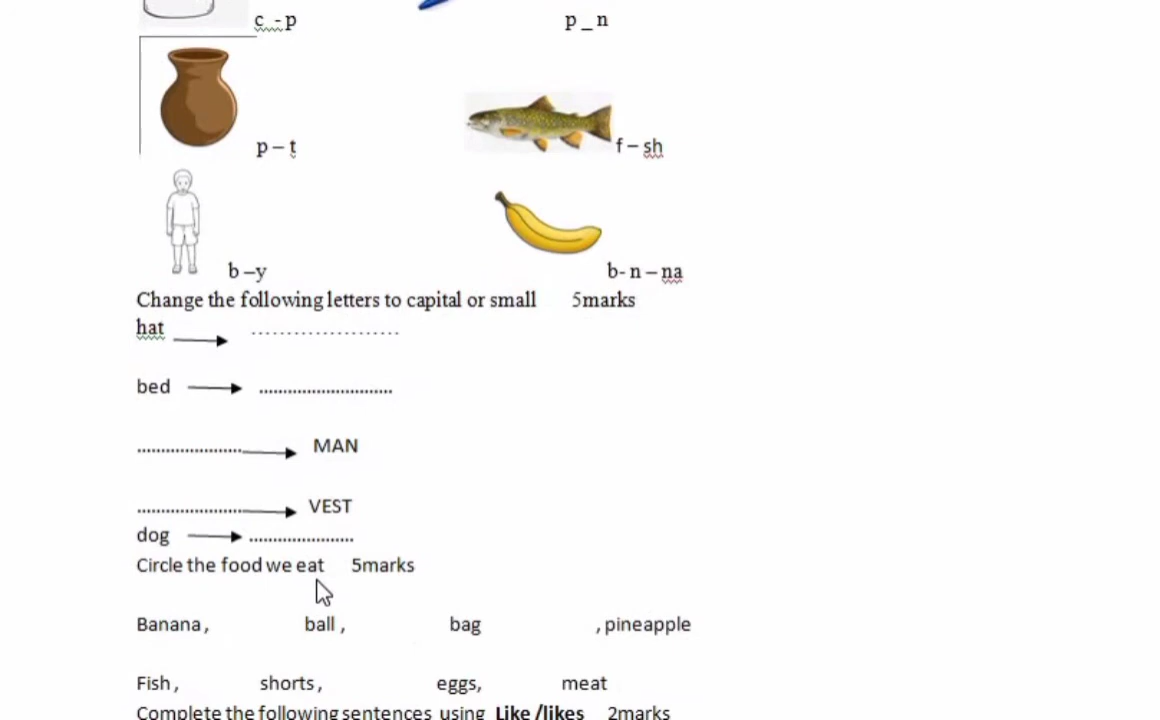 c -p p _ n
p – t f – sh
b –y b- n – na
Change the following letters to capital or small 5marks
hat .....................
bed ............................
...................... MAN
...................... VEST
dog ......................
Circle the food we eat 5marks
Banana , ball , bag , pineapple
Fish , shorts , eggs, meat
Complete the following sentences using Like /likes 2marks